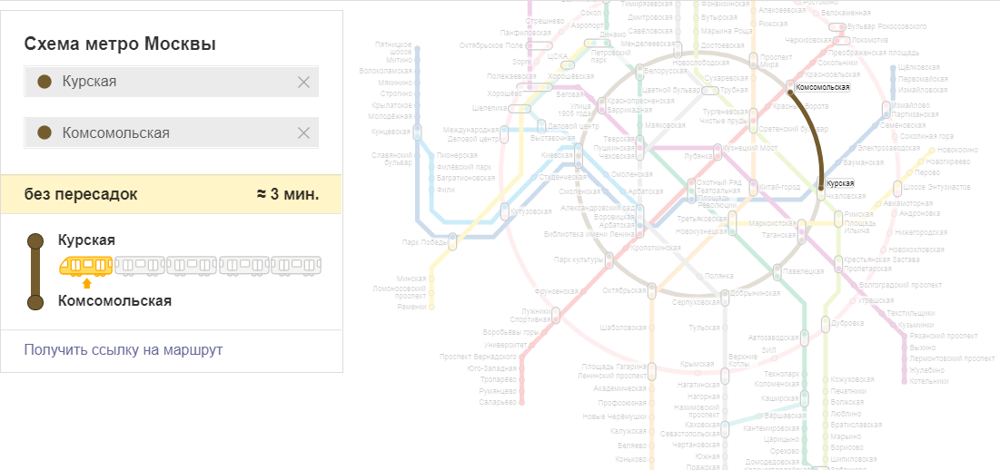 Схема метро Москвы
Курская
Комсомольская
без пересадок
≈ 3 мин.
Курская
Комсомольская
Получить ссылку на маршрут
Стрешнево
Панфиловская
Октябрьское Поле
Зорге
ЦСКА
Полежаевская
Хорошёвская
Хорошёво
Шелепиха
Сокол
Аэропорт
Динамо
Петровский
парк
Тимирязевская
Дмитровская
Савёловская
Менделеевская
Новослободская
Фонвизинская
Бутырская
Марьина Роща
Достоевская
Алексеевская
Рижская
Проспект
Мира
Белокаменная
Бульвар Рокоссовского
Черкизовская
Локомотив
Преображенская площадь
Сокольники
Красносельская
Комсомольская
Красные Ворота
Пятницкое
шоссе
Митино
Волоколамская
Мякинино
Строгино
Крылатское
Молодёжная
Кунцевская
Славянский
бульвар
Пионерская
Филёвский парк
Багратионовская
Фили
Кутузовская
Парк Победы
Минская
Ломоносовский
проспект
Раменки
Международная
Деловой центр
Деловой центр
Выставочная
Киевская
Студенческая
Смоленская
Смоленская
Арбатская
Беговая
Улица
1905 года
Белорусская
Краснопресненская
Баррикадная
Маяковская
Цветной бульвар
Трубная
Сухаревская
Тургеневская
Чистые пруды
Сретенский бульвар
Тверская
Пушкинская
Чеховская
Кузнецкий Мост
Лубянка
Охотный Ряд
Театральная
Площадь
Революции
Китай-город
Курская
Чкаловская
Александровский сад
Боровицкая
Арбатская
Библиотека имени Ленина
Кропоткинская
Парк культуры
Третьяковская
Новокузнецкая
Полянка
Октябрьская
Серпуховская
Добрынинская
Павелецкая
Марксистская
Таганская
Римская
Площадь
Ильича
Крестьянская Застава
Пролетарская
Щёлковская
Первомайская
Измайловская
Измайлово
Партизанская
Семёновская
Соколиная гора
Электрозаводская
Бауманская
Новокосино
Новогиреево
Перово
Шоссе Энтузиастов
Авиамоторная
Андроновка
Нижегородская
Новохохловская
Волгоградский проспект
Угрешская
Текстильщики
Кузьминки
Рязанский проспект
Выхино
Лермонтовский проспект
Жулебино
Котельники
Дубровка
Кожуховская
Печатники
Волжская
Люблино
Братиславская
Марьино
Борисово
Шипиловская
Автозаводская
ЗИЛ
Технопарк
Коломенская
Каширская
Варшавская
Кантемировская
Царицыно
Орехово
Домодедовская
Фрунзенская
Лужники
Спортивная
Воробьёвы горы
Университет
Проспект Вернадского
Юго-Западная
Тропарёво
Румянцево
Саларьево
Шаболовская
Площадь Гагарина
Ленинский проспект
Академическая
Профсоюзная
Новые Черёмушки
Калужская
Беляево
Коньково
Тульская
Крымская
Верхние
Котлы
Нагатинская
Нагорная
Нахимовский
проспект
Каховская
Севастопольская
Чертановская
Южная
Пражская